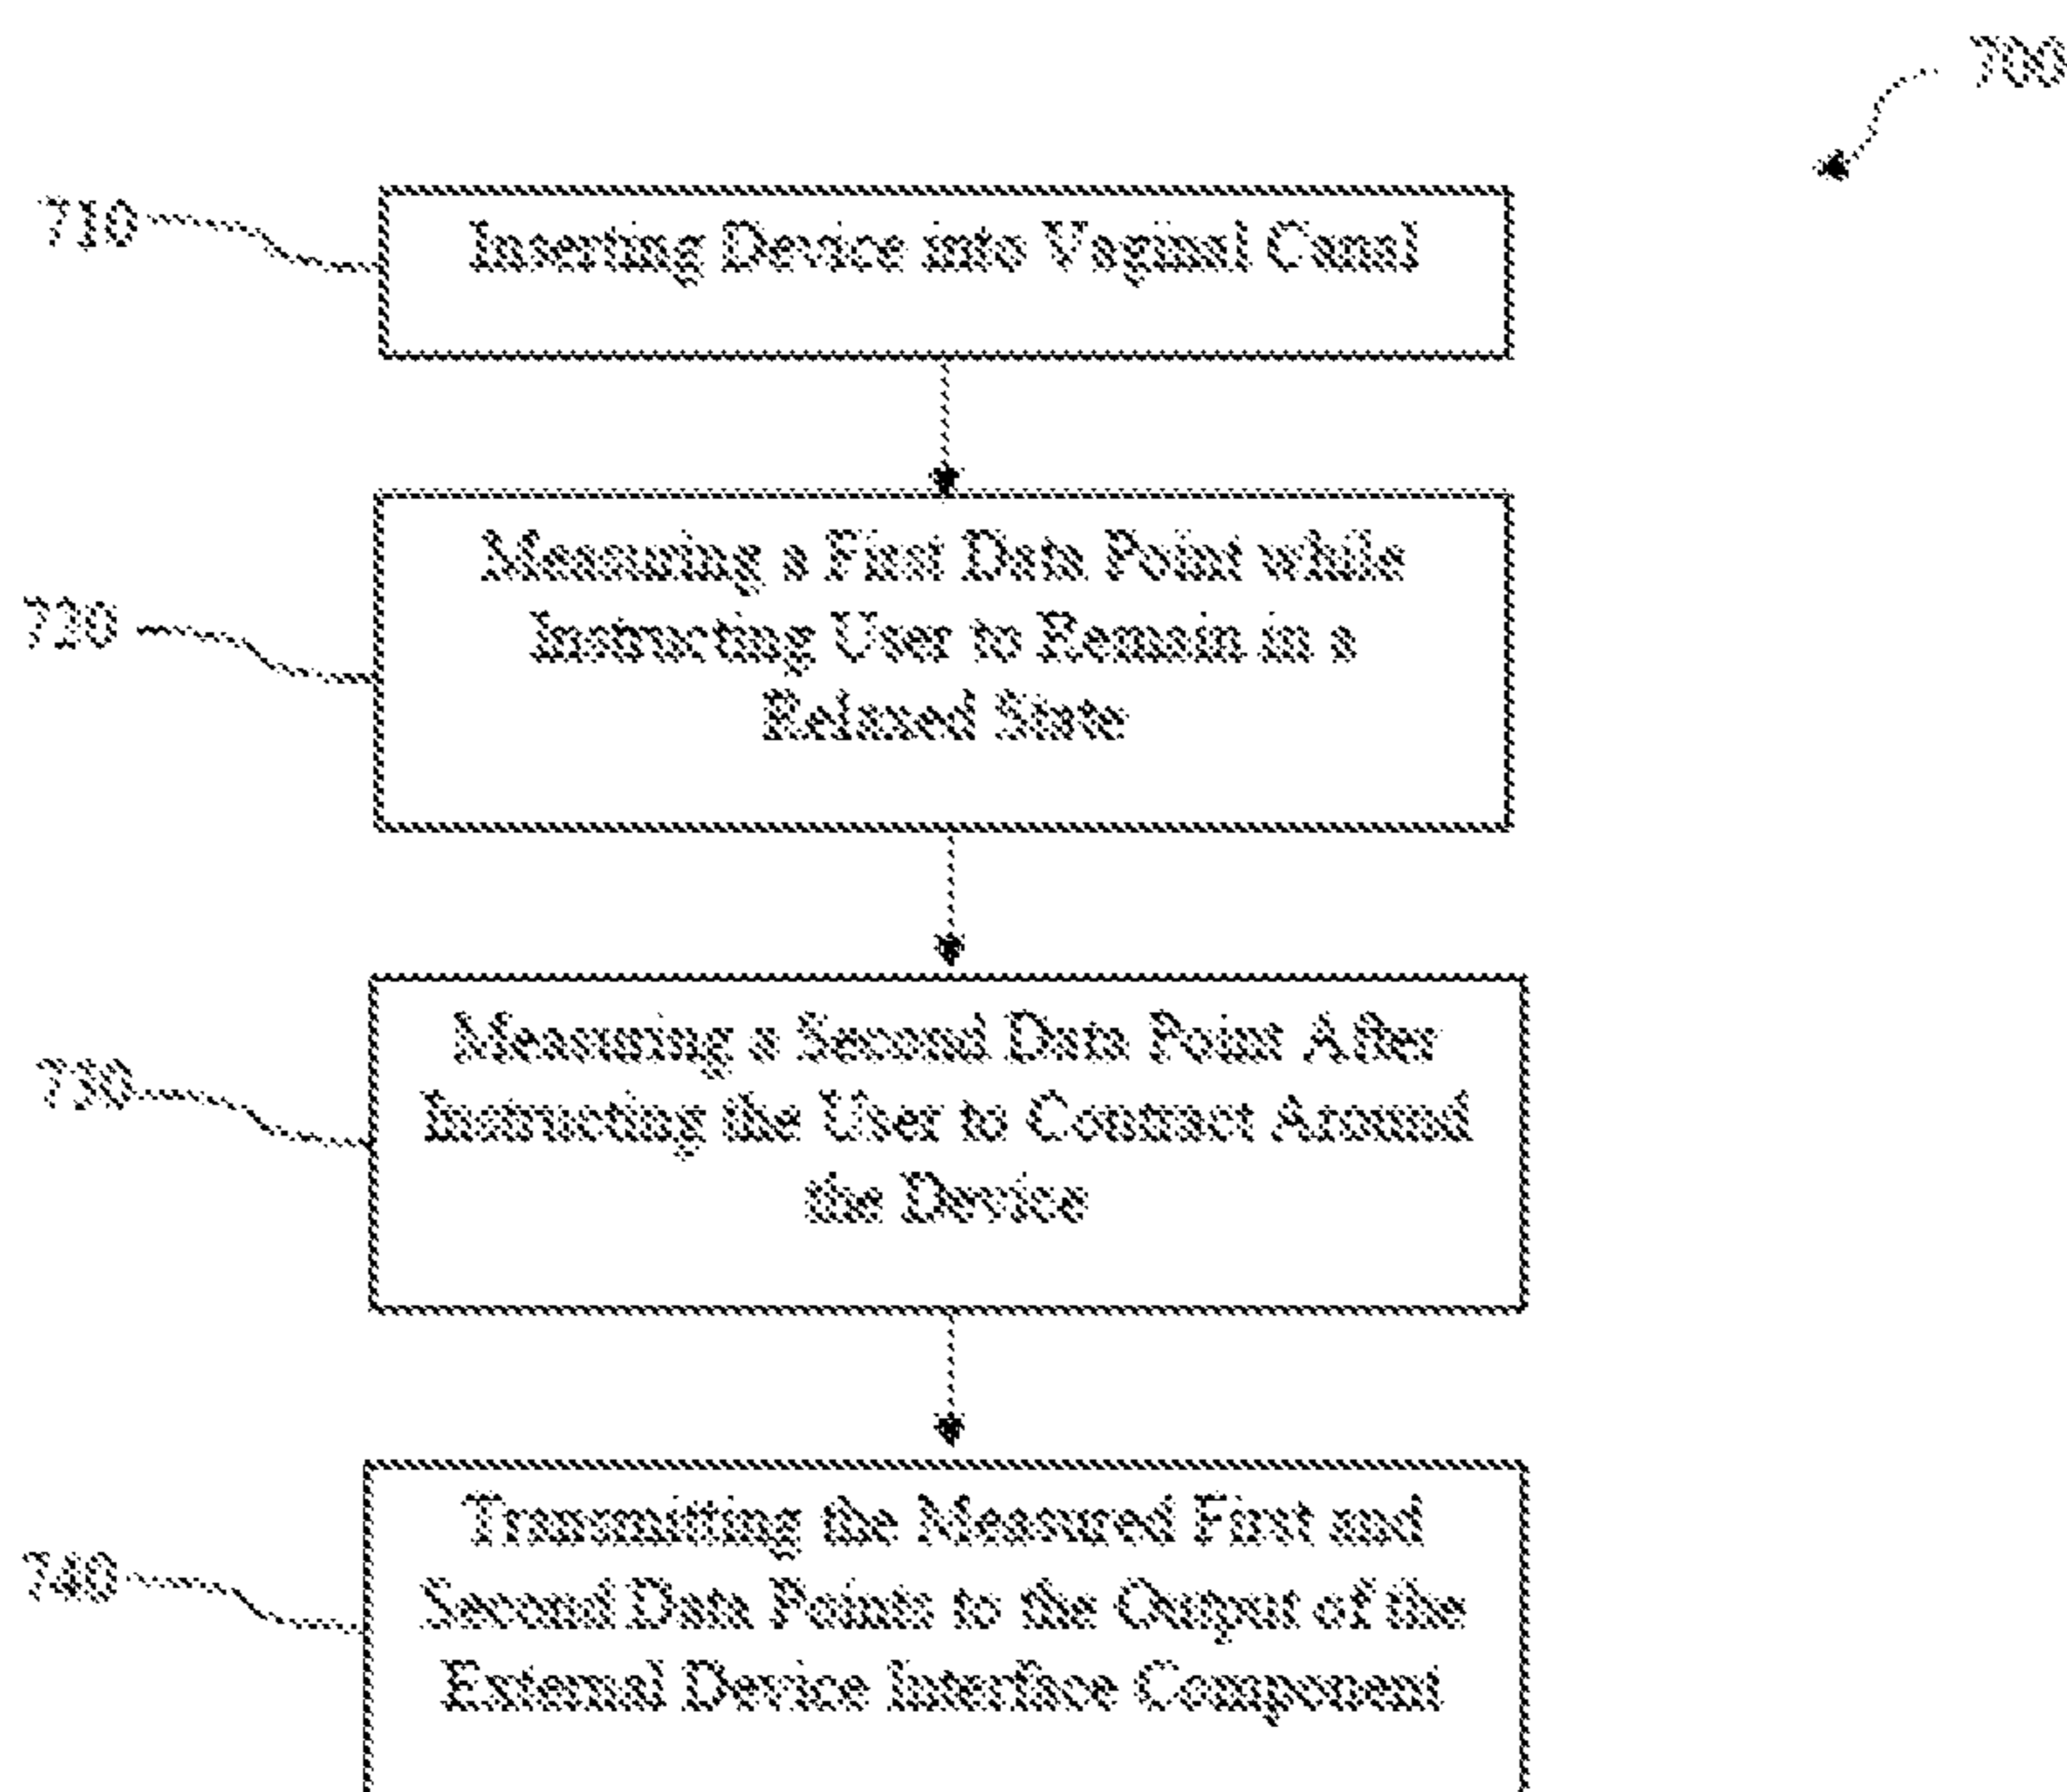 700
710
Inserting Device into Vaginal Canal
720
Measuring a First Data Point while
Instructing User to Remain in a
Relaxed State
730
Measuring a Second Data Point After
Instructing the User to Contract Around
the Device
740
Transmitting the Measured First and
Second Data Points to the Output of the
External Device Interface Component